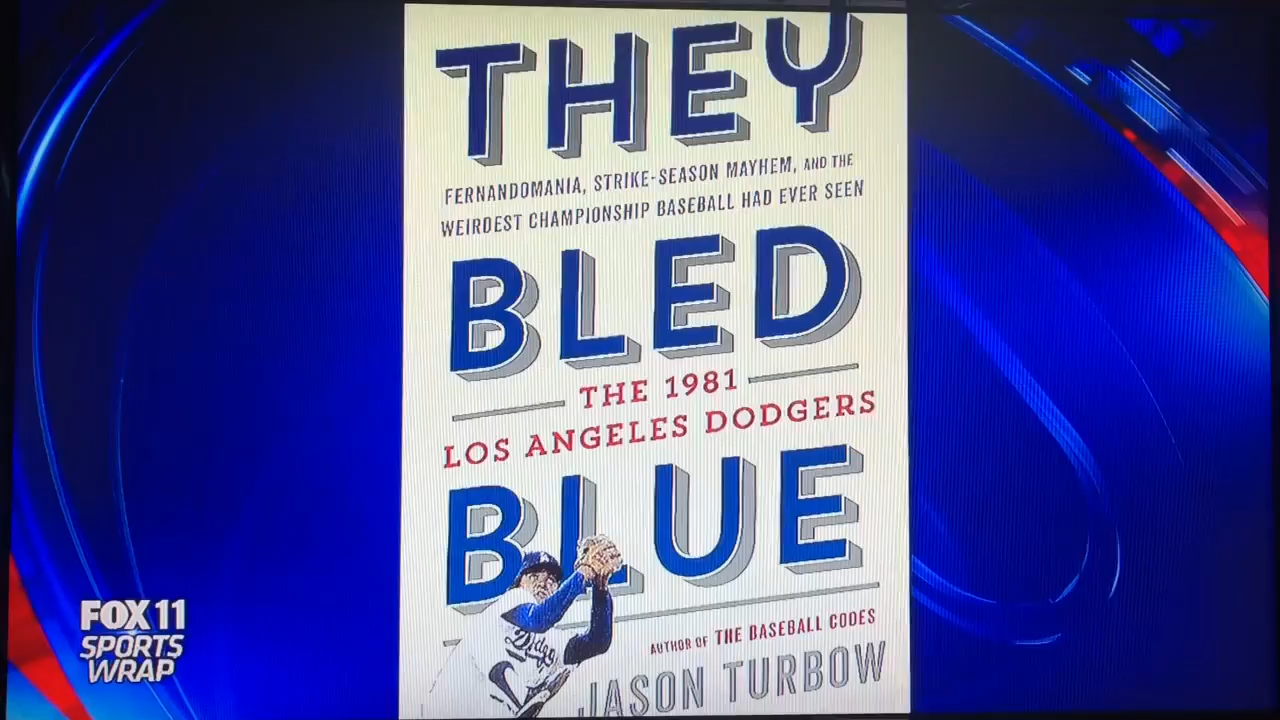 THEY
FERNANDOMANIA, STRIKE-SEASON MAYHEM, AND THE
WEIRDEST CHAMPIONSHIP BASEBALL HAD EVER SEEN
BLED
THE 1981
LOS ANGELES DODGERS
BLUE
Dodgers
AUTHOR OF THE BASEBALL CODES
JASON TURBOW
FOX 11
SPORTS
WRAP